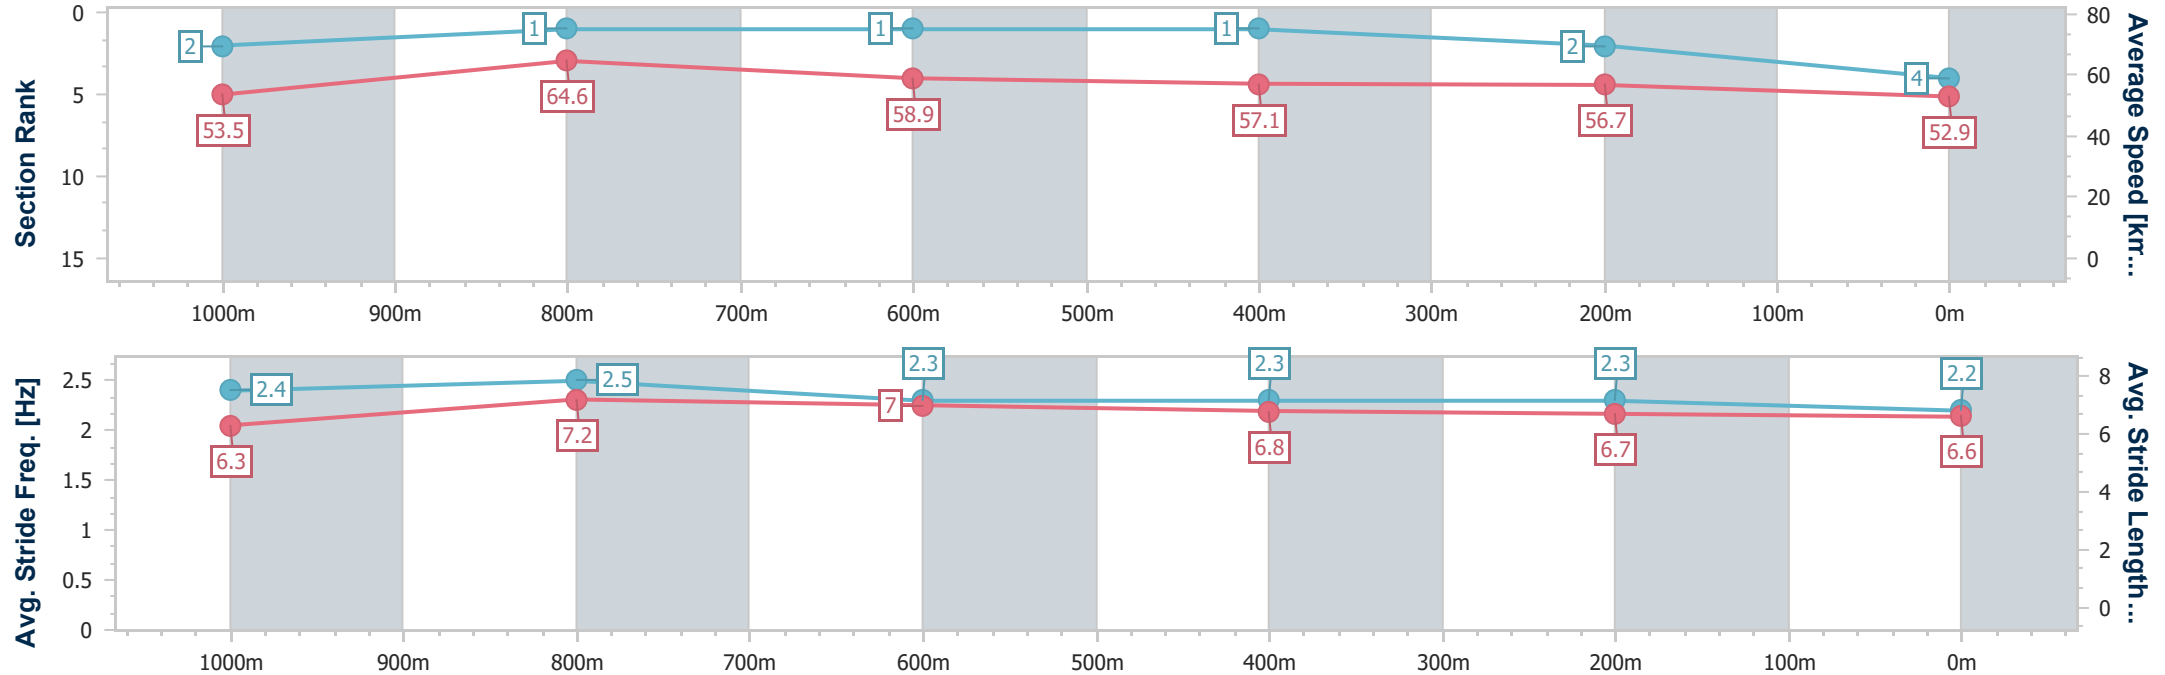 Section Rank
0
5
10
15
Average Speed [km...
80
60
40
20
0
2
1
1
1
2
4
53.5
64.6
58.9
57.1
56.7
52.9
1000m
900m
800m
700m
600m
500m
400m
300m
200m
100m
0m
Avg. Stride Freq. [Hz]
2.5
2
1.5
1
0.5
0
Avg. Stride Length...
8
6
4
2
0
2.4
2.5
2.3
2.3
2.3
2.2
6.3
7.2
7
6.8
6.7
6.6
1000m
900m
800m
700m
600m
500m
400m
300m
200m
100m
0m